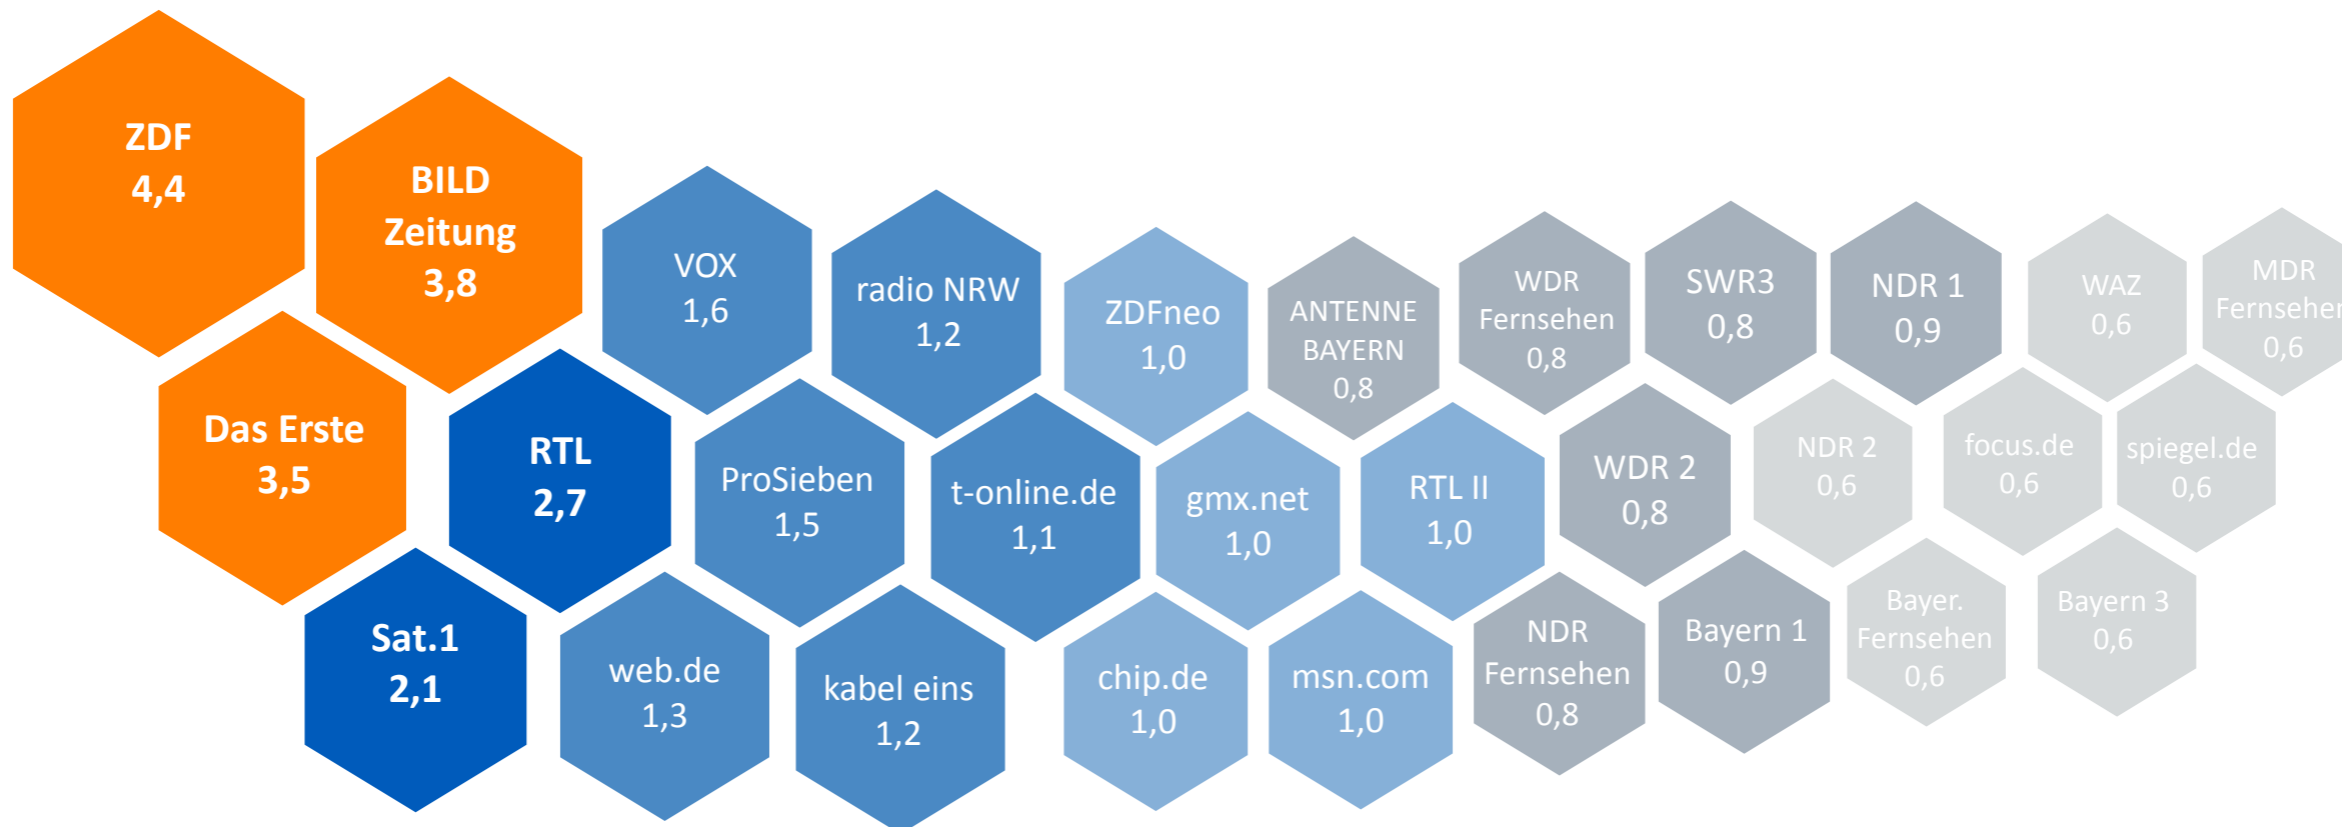 ZDF
4,4
BILD
Zeitung
3,8
Das Erste
3,5
RTL
2,7
Sat.1
2,1
VOX
1,6
ProSieben
1,5
web.de
1,3
radio NRW
1,2
kabel eins
1,2
t-online.de
1,1
ZDFneo
1,0
gmx.net
1,0
chip.de
1,0
msn.com
1,0
RTL II
1,0
ANTENNE
BAYERN
0,8
WDR
Fernsehen
0,8
SWR3
0,8
NDR 1
0,9
WDR 2
0,8
NDR
Fernsehen
0,8
Bayern 1
0,9
WAZ
0,6
MDR
Fernsehen
0,6
NDR 2
0,6
focus.de
0,6
spiegel.de
0,6
Bayer.
Fernsehen
0,6
Bayern 3
0,6